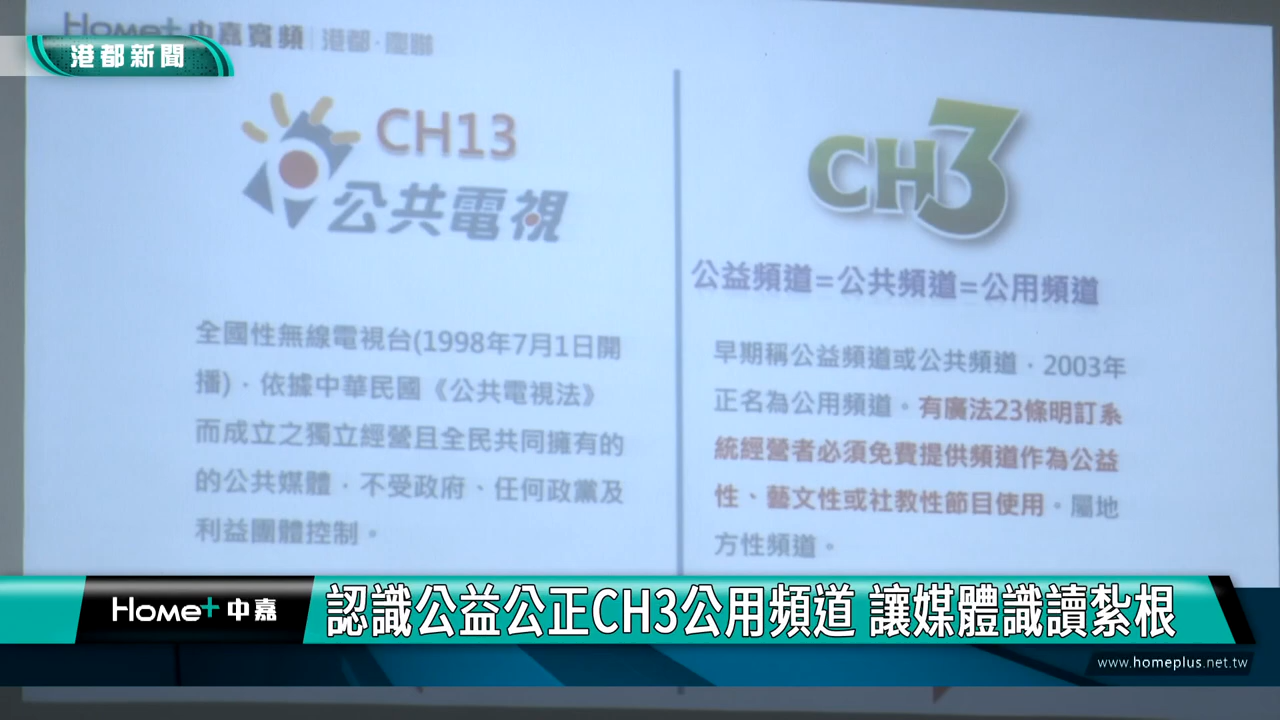 Home+ 中嘉寬頻 | 港都·慶聯
港都新聞
CH13
公共電視
全國性無線電視台(1998年7月1日開
播)，依據中華民國《公共電視法》
而成立之獨立經營且全民共同擁有的
的公共媒體，不受政府、任何政黨及
利益團體控制。
CH3
公益頻道=公共頻道=公用頻道
早期稱公益頻道或公共頻道，2003年
正名為公用頻道。有廣法23條明訂系
統經營者必須免費提供頻道作為公益
性、藝文性或社教性節目使用。屬地
方性頻道。
Home+ 中嘉
認識公益公正CH3公用頻道 讓媒體識讀紮根
www.homeplus.net.tw